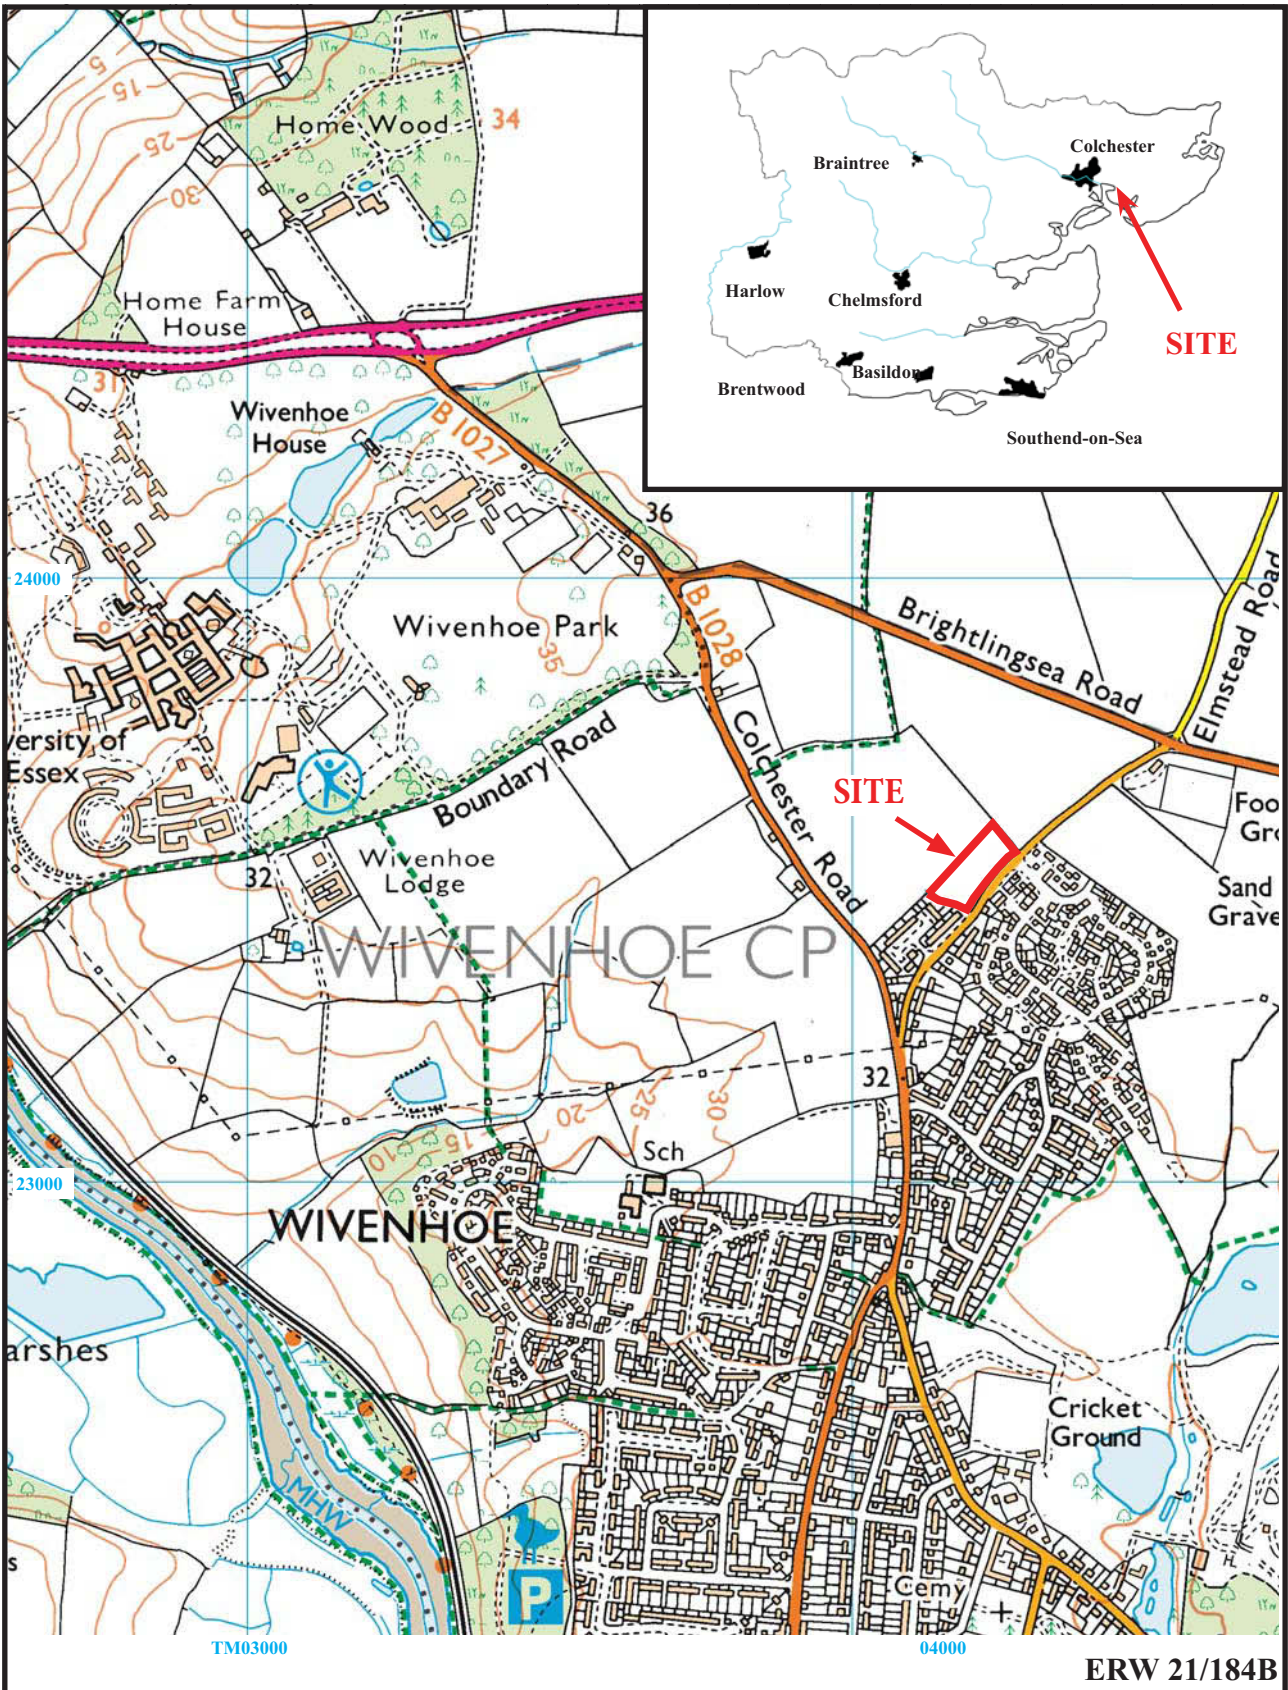 Home Wood
34
5
15
25
30
Home Farm
House
31
Wivenhoe
House
B 1027
36
Colchester
Braintree
Harlow
Chelmsford
SITE
Brentwood
Basildon
Southend-on-Sea
24000
Wivenhoe Park
35
B 1028
Brightlingsea Road
Elmstead Road
versity of
Essex
Boundary Road
Colchester Road
SITE
Foo
Gr
Sand
Grave
32
Wivenhoe
Lodge
WIVENHOE CP
32
10
15
20
25
30
Sch
23000
WIVENHOE
arshes
Cricket
Ground
MHW
s
P
Cemy
H
TM03000
04000
ERW 21/184B